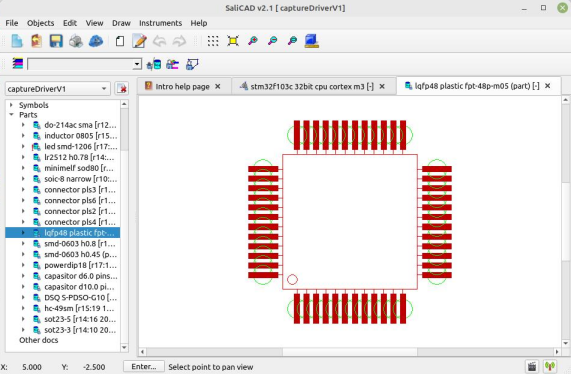 SaliCAD v2.1 [ captureDriverV1]
File Objects Edit View Draw Instruments Help
captureDriverV1
Intro help page
stm32f103c 32bit cpu cortex m3 [-]
lqfp48 plastic fpt-48p-m05 (part) [-]
Symbols
Parts
do-214ac sma [r12...
inductor 0805 [r15...
led smd-1206 [r17:...
lr2512 h0.78 [r14:...
minimelf sod80 [r...
soic-8 narrow [r10:...
connector pls3 [r1...
connector pls6 [r1...
connector pls2 [r1...
connector pls4 [r1...
lqfp48 plastic fpt-...
smd-0603 h0.8 [r1...
smd-0603 h0.45 (p...
powerdip18 [r17:1...
capasitor d6.0 pins...
capasitor d10.0 pi...
DSQ S-PDSO-G10 [...
hc-49sm [r15:19 1...
sot23-5 [r14:16 20...
sot23-3 [r14:10 20...
Other docs
X: 5.000 Y: -2.500 Enter... Select point to pan view